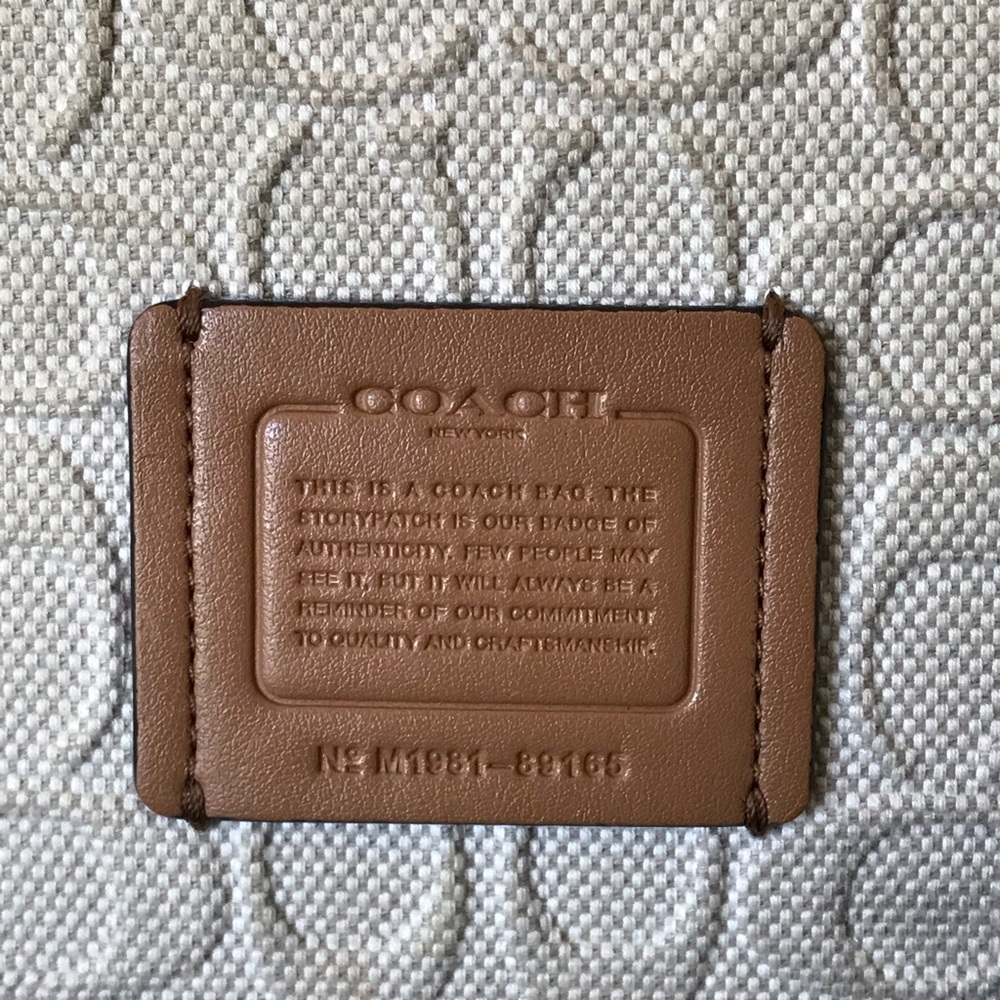 COACH
NEW YORK
THIS IS A COACH BAG. THE
STORYPATCH IS OUR BADGE OF
AUTHENTICITY. FEW PEOPLE MAY
SEE IT, BUT IT WILL ALWAYS BE A
REMINDER OF OUR COMMITMENT
TO QUALITY AND CRAFTSMANSHIP.
Nº M1981-89165